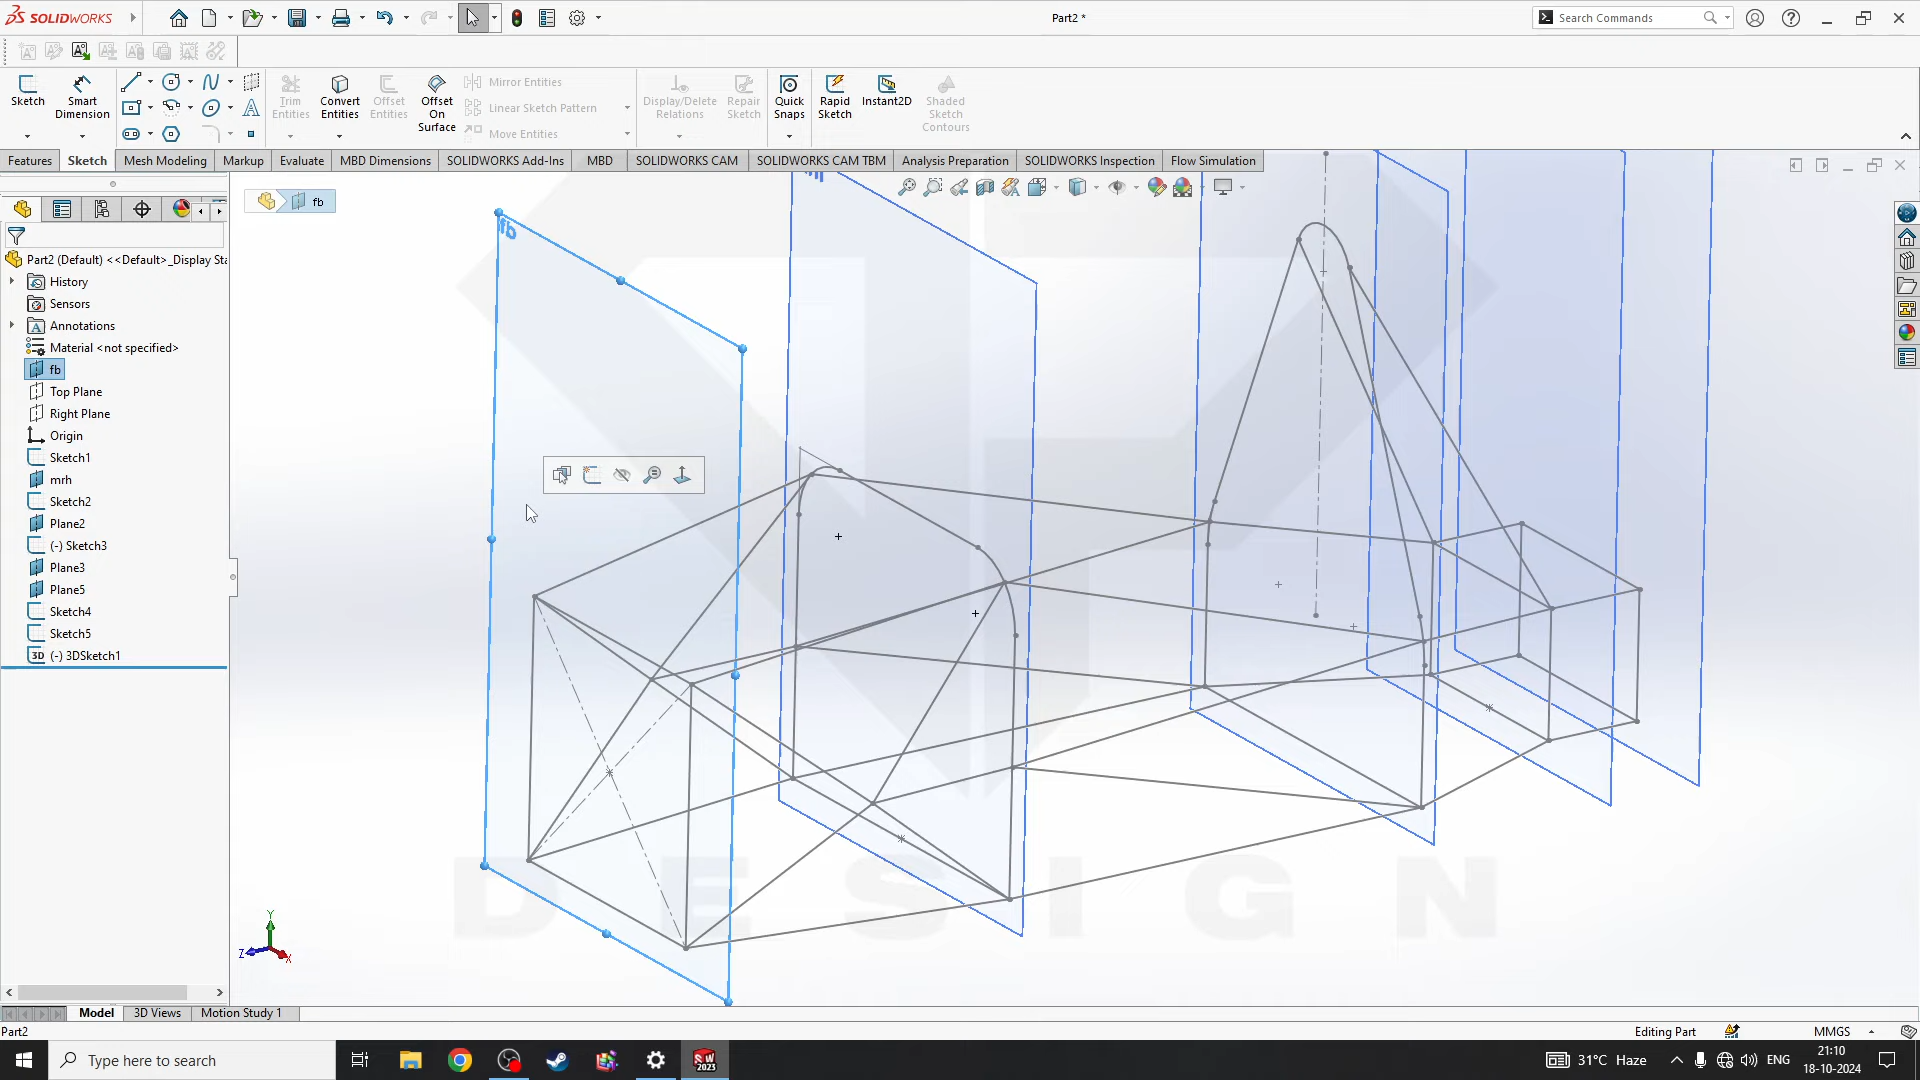 SOLIDWORKS
Part2 *
Search Commands
Sketch
Smart Dimension
Trim Entities
Convert Entities
Offset Entities
Offset On Surface
Mirror Entities
Linear Sketch Pattern
Move Entities
Display/Delete Relations
Repair Sketch
Quick Snaps
Rapid Sketch
Instant2D
Shaded Sketch Contours
Features
Sketch
Mesh Modeling
Markup
Evaluate
MBD Dimensions
SOLIDWORKS Add-Ins
MBD
SOLIDWORKS CAM
SOLIDWORKS CAM TBM
Analysis Preparation
SOLIDWORKS Inspection
Flow Simulation
fb
fb
Part2 (Default) <<Default>_Display Sta
History
Sensors
Annotations
Material <not specified>
fb
Top Plane
Right Plane
Origin
Sketch1
mrh
Sketch2
Plane2
(-) Sketch3
Plane3
Plane5
Sketch4
Sketch5
3D (-) 3DSketch1
DESIGN
Y
Z
X
Model
3D Views
Motion Study 1
Part2
Editing Part
MMGS
Type here to search
SW 2023
31°C Haze
ENG
21:10
18-10-2024